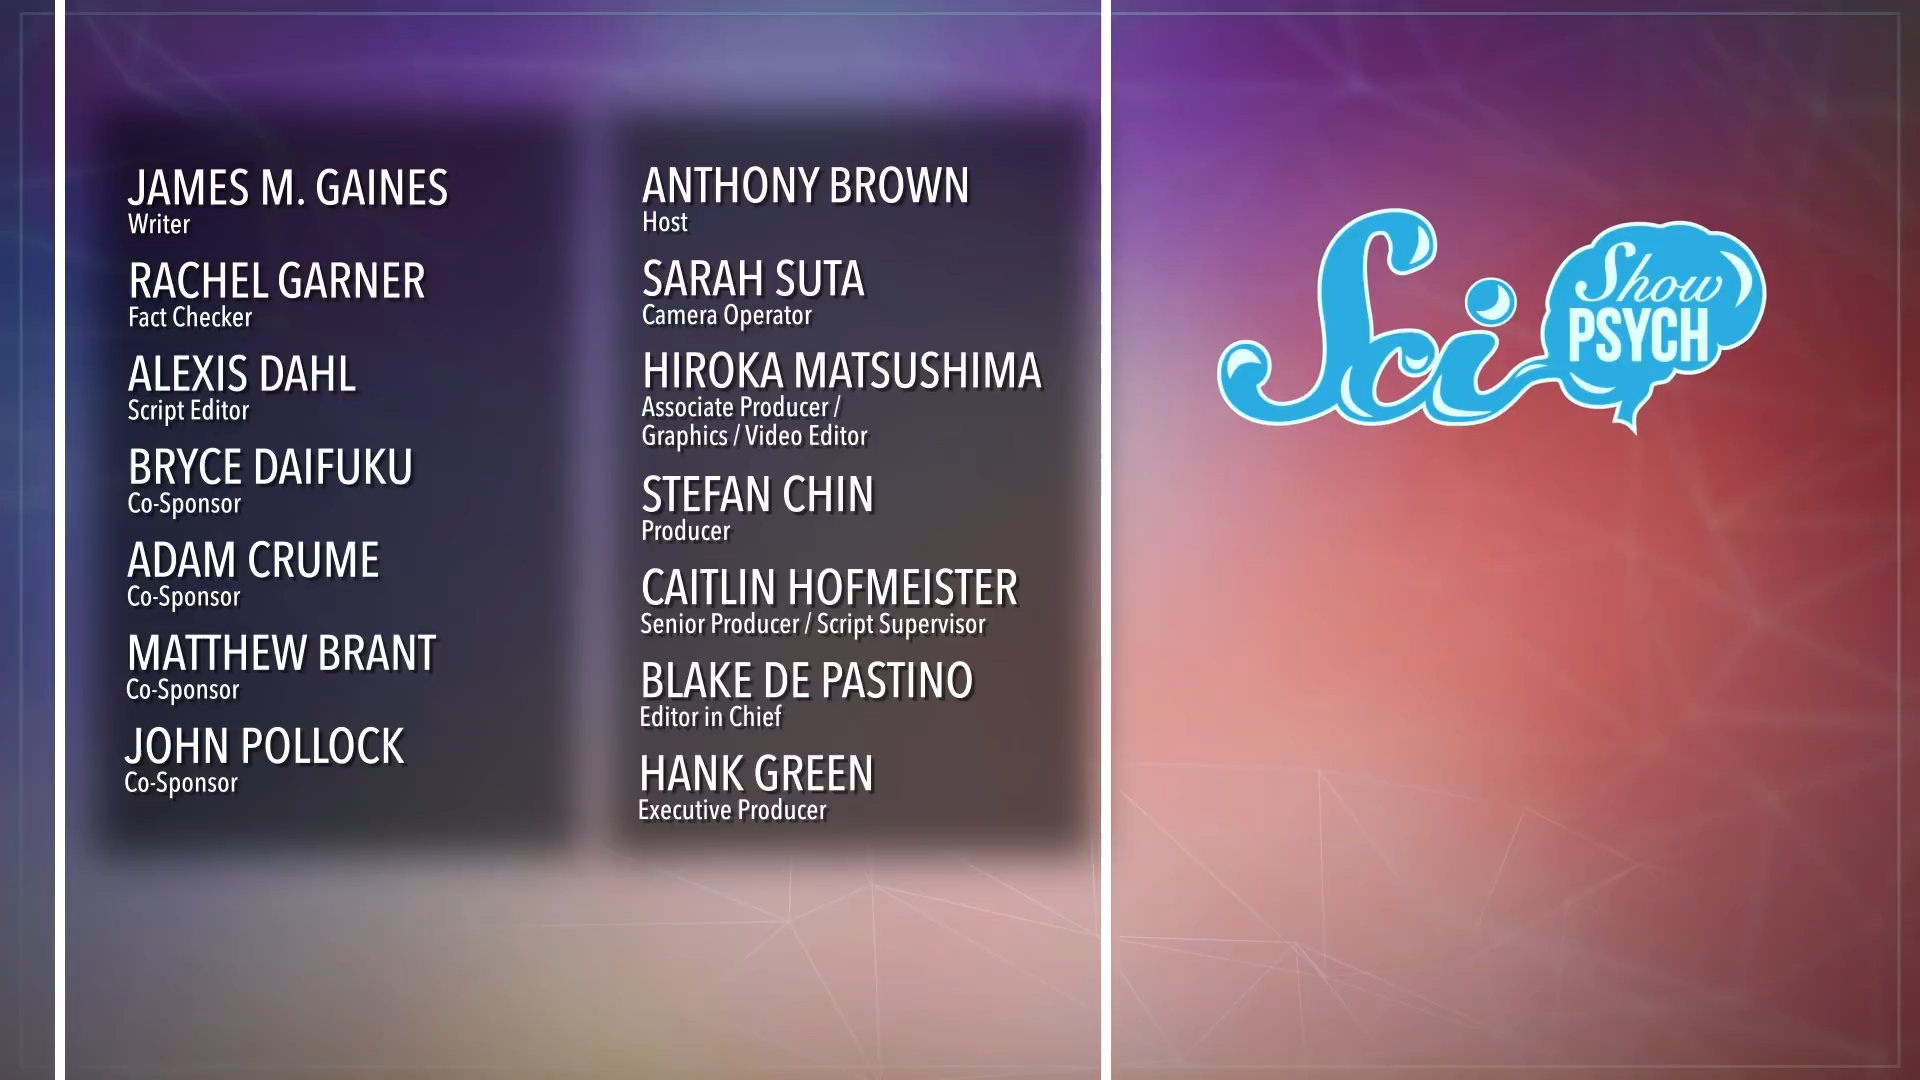 JAMES M. GAINES
Writer
RACHEL GARNER
Fact Checker
ALEXIS DAHL
Script Editor
BRYCE DAIFUKU
Co-Sponsor
ADAM CRUME
Co-Sponsor
MATTHEW BRANT
Co-Sponsor
JOHN POLLOCK
Co-Sponsor
ANTHONY BROWN
Host
SARAH SUTA
Camera Operator
HIROKA MATSUSHIMA
Associate Producer /
Graphics / Video Editor
STEFAN CHIN
Producer
CAITLIN HOFMEISTER
Senior Producer / Script Supervisor
BLAKE DE PASTINO
Editor in Chief
HANK GREEN
Executive Producer
Sci
Show
PSYCH